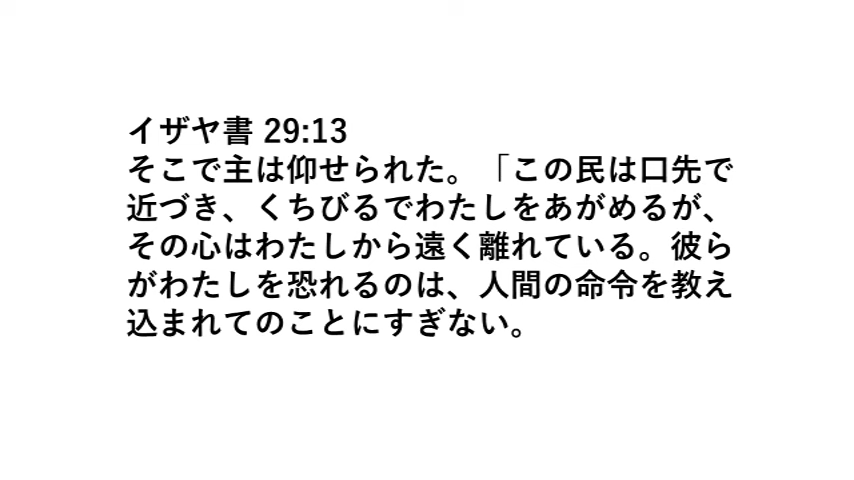 イザヤ書 29:13
そこで主は仰せられた。「この民は口先で
近づき、くちびるでわたしをあがめるが、
その心はわたしから遠く離れている。彼ら
がわたしを恐れるのは、人間の命令を教え
込まれてのことにすぎない。